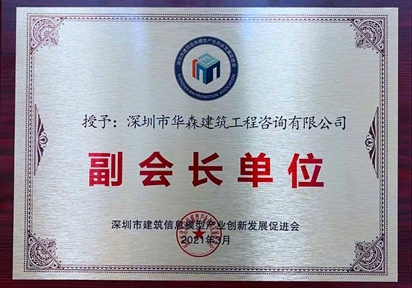 授予：深圳市华森建筑工程咨询有限公司
副会长单位
深圳市建筑信息模型产业创新发展促进会
2021年3月